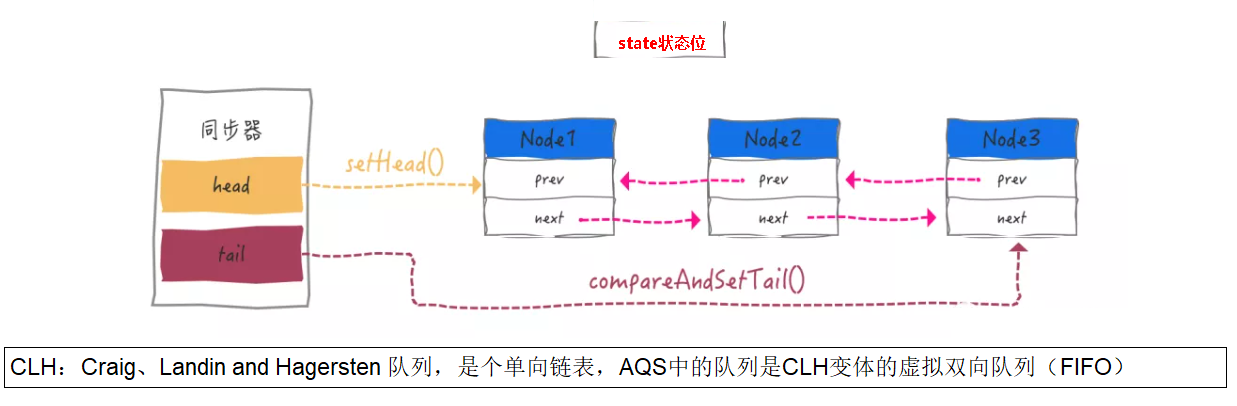 state状态位
同步器
head
tail
setHead()
Node1
prev
next
Node2
prev
next
Node3
prev
next
compareAndSetTail()
CLH：Craig、Landin and Hagersten 队列，是个单向链表，AQS中的队列是CLH变体的虚拟双向队列（FIFO）